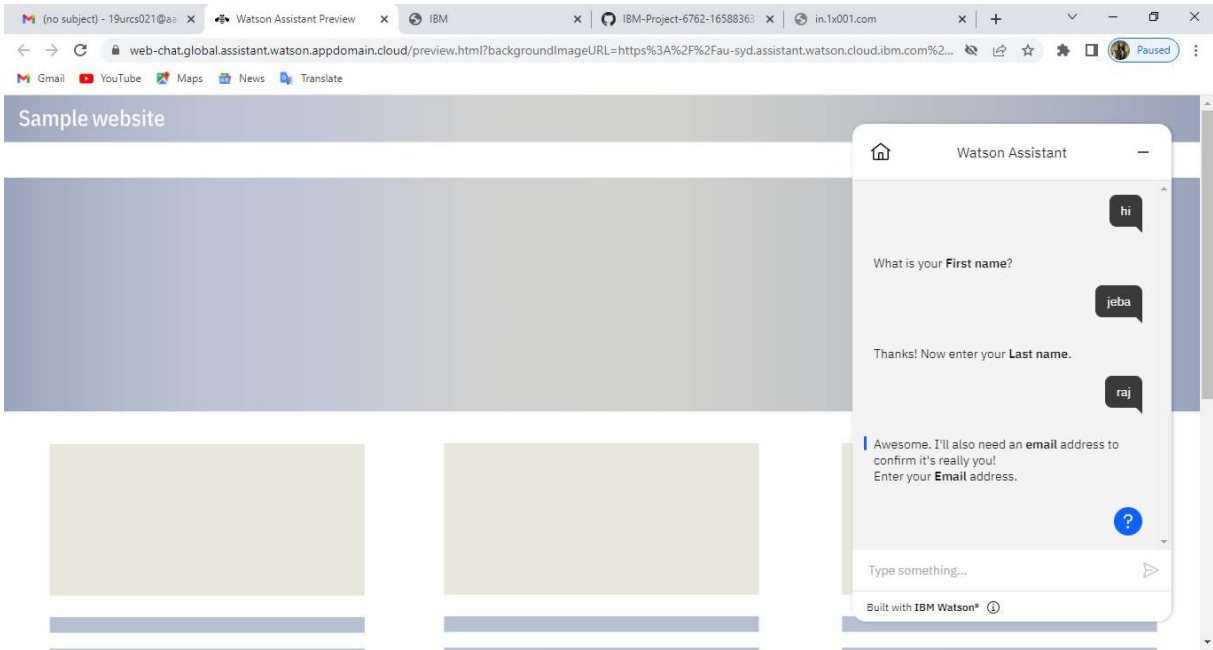 (no subject) - 19urcs021@aa
Watson Assistant Preview
IBM
IBM-Project-6762-16588363
in.1x001.com
web-chat.global.assistant.watson.appdomain.cloud/preview.html?backgroundImageURL=https%3A%2F%2Fau-syd.assistant.watson.cloud.ibm.com%2...
Paused
Gmail YouTube Maps News Translate
Sample website
Watson Assistant
hi
What is your First name?
jeba
Thanks! Now enter your Last name.
raj
Awesome. I'll also need an email address to
confirm it's really you!
Enter your Email address.
?
Type something...
Built with IBM Watson®